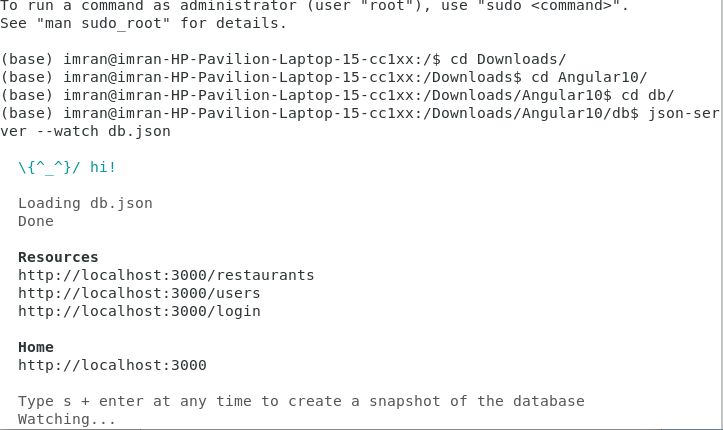 To run a command as administrator (user "root"), use "sudo <command>".
See "man sudo_root" for details.
(base) imran@imran-HP-Pavilion-Laptop-15-cc1xx:/$ cd Downloads/
(base) imran@imran-HP-Pavilion-Laptop-15-cc1xx:/Downloads$ cd Angular10/
(base) imran@imran-HP-Pavilion-Laptop-15-cc1xx:/Downloads/Angular10$ cd db/
(base) imran@imran-HP-Pavilion-Laptop-15-cc1xx:/Downloads/Angular10/db$ json-ser
ver --watch db.json
\{^_^}/ hi!
Loading db.json
Done
Resources
http://localhost:3000/restaurants
http://localhost:3000/users
http://localhost:3000/login
Home
http://localhost:3000
Type s + enter at any time to create a snapshot of the database
Watching...